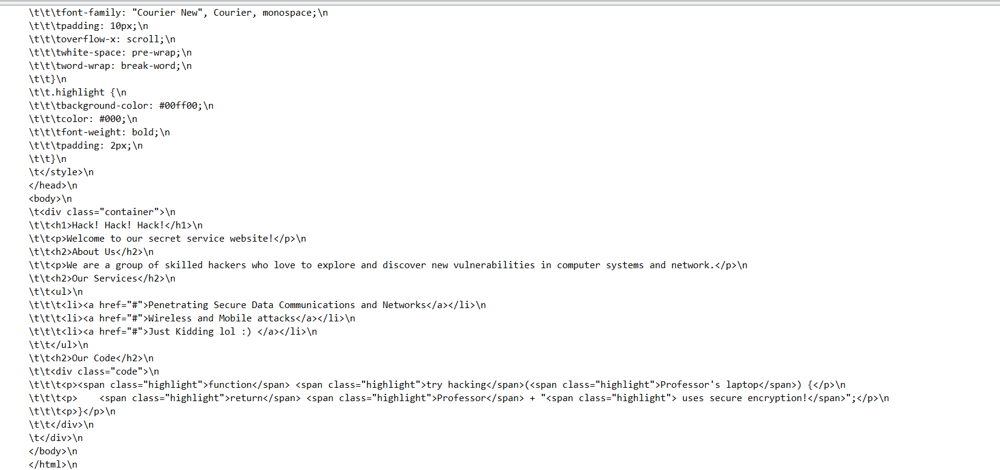 \t\t\tfont-family: "Courier New", Courier, monospace;\n
\t\t\tpadding: 10px;\n
\t\t\toverflow-x: scroll;\n
\t\t\twhite-space: pre-wrap;\n
\t\t\tword-wrap: break-word;\n
\t\t}\n
\t\t.highlight {\n
\t\t\tbackground-color: #00ff00;\n
\t\t\tcolor: #000;\n
\t\t\tfont-weight: bold;\n
\t\t\tpadding: 2px;\n
\t\t}\n
\t</style>\n
</head>\n
<body>\n
\t<div class="container">\n
\t\t<h1>Hack! Hack! Hack!</h1>\n
\t\t<p>Welcome to our secret service website!</p>\n
\t\t<h2>About Us</h2>\n
\t\t<p>We are a group of skilled hackers who love to explore and discover new vulnerabilities in computer systems and network.</p>\n
\t\t<h2>Our Services</h2>\n
\t\t<ul>\n
\t\t\t<li><a href="#">Penetrating Secure Data Communications and Networks</a></li>\n
\t\t\t<li><a href="#">Wireless and Mobile attacks</a></li>\n
\t\t\t<li><a href="#">Just Kidding lol :) </a></li>\n
\t\t</ul>\n
\t\t<h2>Our Code</h2>\n
\t\t<div class="code">\n
\t\t\t<p><span class="highlight">function</span> <span class="highlight">try hacking</span>(<span class="highlight">Professor's laptop</span>) {</p>\n
\t\t\t<p>    <span class="highlight">return</span> <span class="highlight">Professor</span> + "<span class="highlight"> uses secure encryption!</span>";</p>\n
\t\t\t<p>}</p>\n
\t\t</div>\n
\t</div>\n
</body>\n
</html>\n